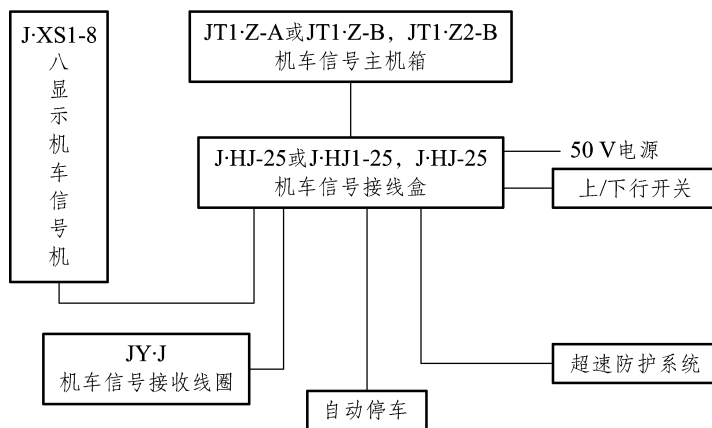 J·XS1-8
八
显
示
机
车
信
号
机
JT1·Z-A或JT1·Z-B，JT1·Z2-B
机车信号主机箱
J·HJ-25或J·HJ1-25，J·HJ-25
机车信号接线盒
50 V电源
上/下行开关
JY·J
机车信号接收线圈
自动停车
超速防护系统